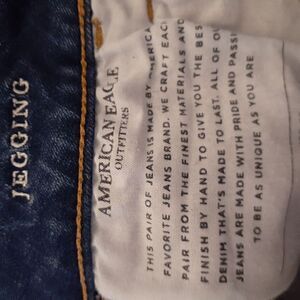 JEGGING
AMERICAN EAGLE
OUTFITTERS
THIS PAIR OF JEANS IS MADE BY AMERICA
FAVORITE JEANS BRAND. WE CRAFT EACH
PAIR FROM THE FINEST MATERIALS AND
FINISH BY HAND TO GIVE YOU THE BES
DENIM THAT'S MADE TO LAST. ALL OF OU
JEANS ARE MADE WITH PRIDE AND PASSI
TO BE AS UNIQUE AS YOU ARE